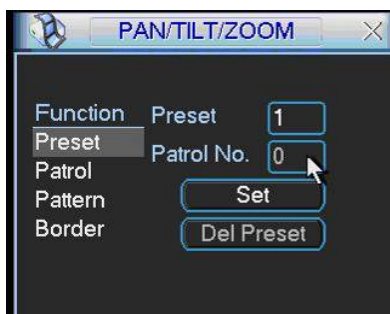 PAN/TILT/ZOOM
Function
Preset
Patrol
Pattern
Border
Preset 1
Patrol No. 0
Set
Del Preset